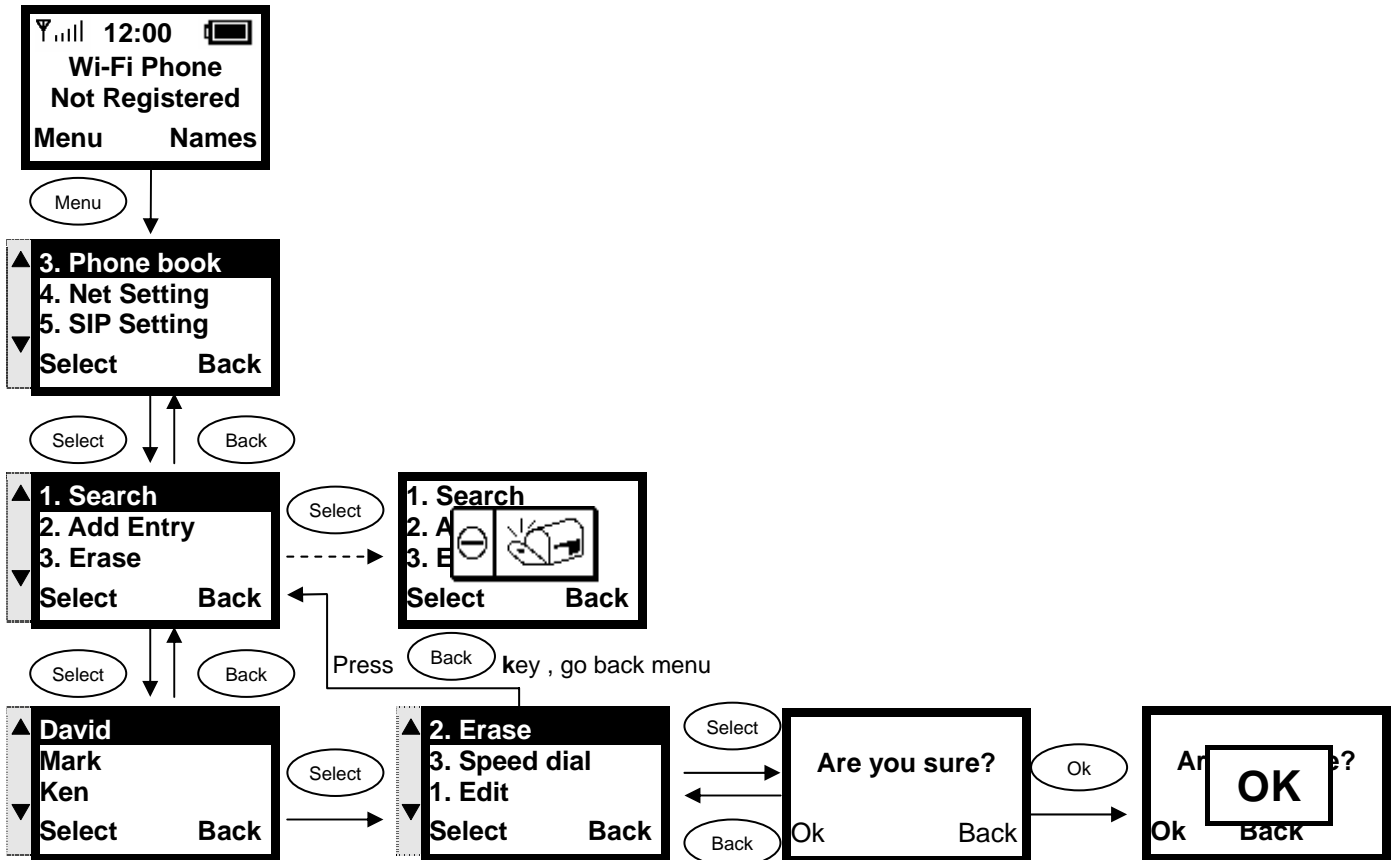 12:00
Wi-Fi Phone
Not Registered
Menu Names
Menu
3. Phone book
4. Net Setting
5. SIP Setting
Select Back
Select Back
1. Search
2. Add Entry
3. Erase
Select Back
Select
1. Search
2. A
3. E
Select Back
Select Back
Press Back key , go back menu
David
Mark
Ken
Select Back
Select
2. Erase
3. Speed dial
1. Edit
Select Back
Select
Back
Are you sure?
Ok Back
Ok
Ar e?
OK
Ok Back